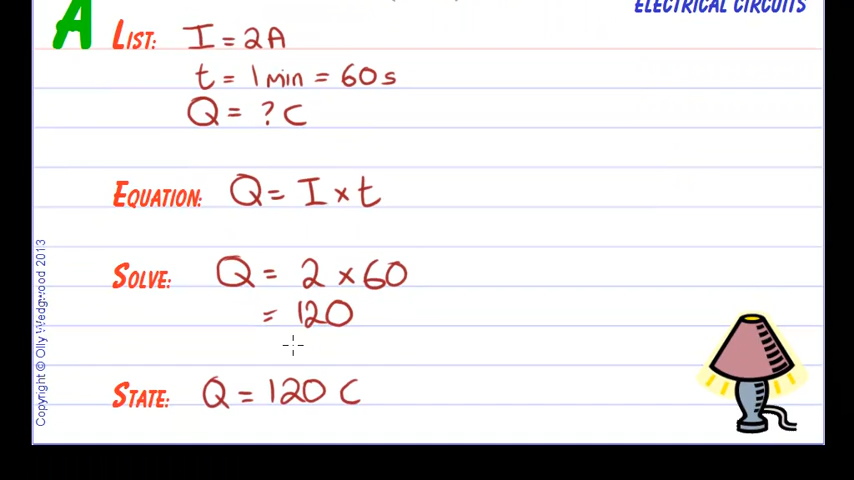 ELECTRICAL CIRCUITS
A
LIST: I = 2A
t = 1 min = 60s
Q = ? C
EQUATION: Q = I × t
SOLVE: Q = 2 × 60
= 120
STATE: Q = 120 C
Copyright © Olly Wedgwood 2013